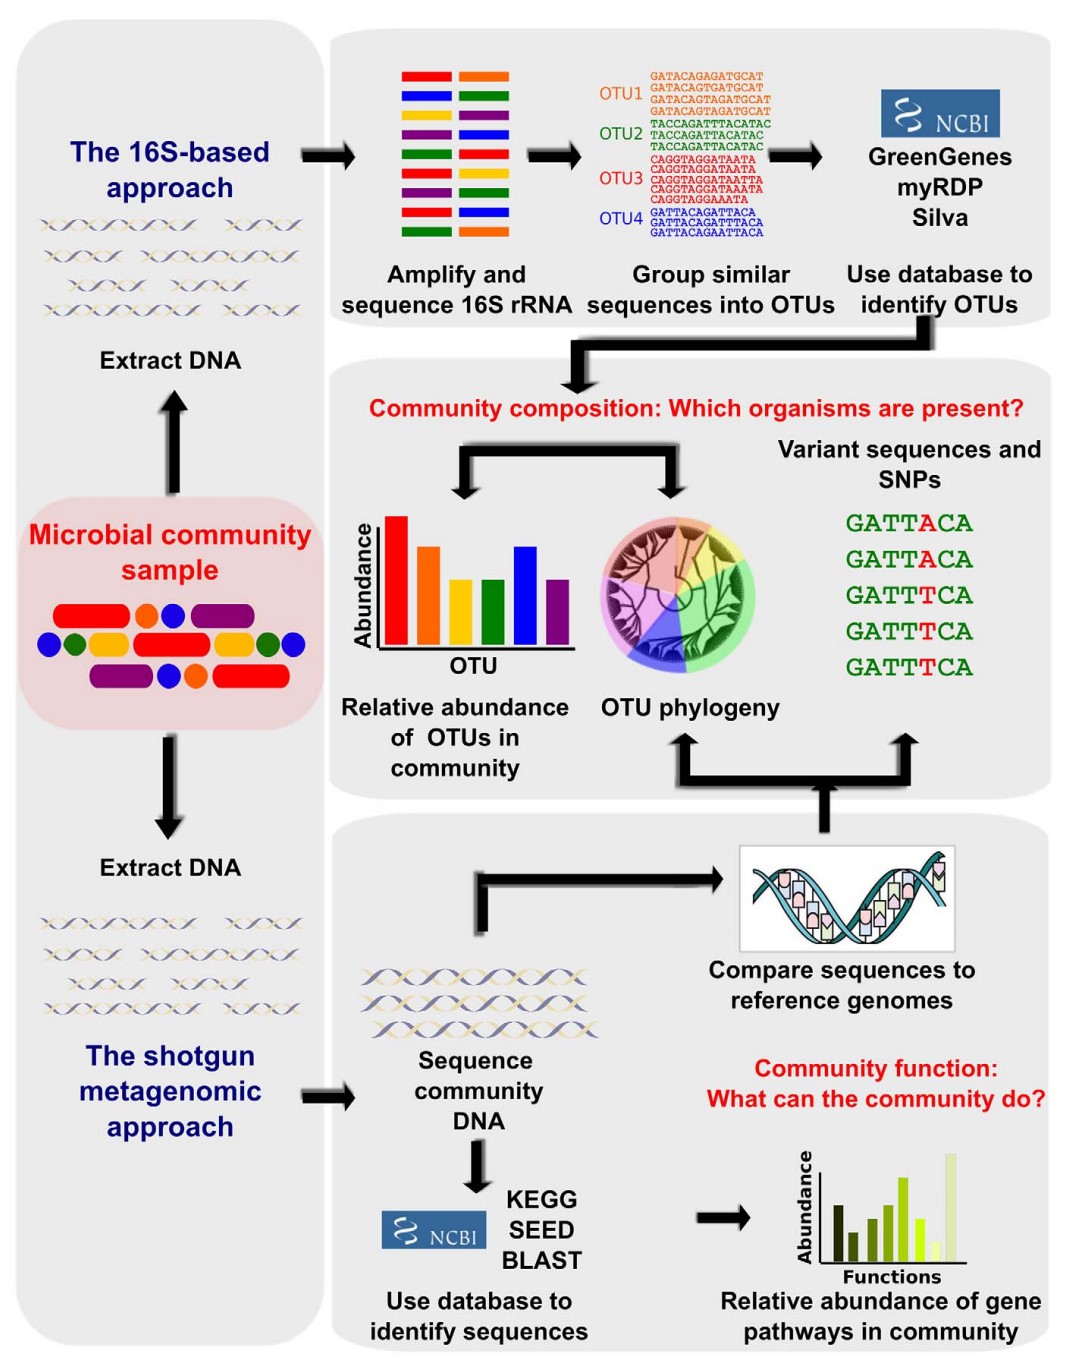 The 16S-based
approach
Extract DNA
Microbial community
sample
Extract DNA
The shotgun
metagenomic
approach
Amplify and
sequence 16S rRNA
OTU1
GATACAGAGATGCAT
GATACAGTGATGCAT
GATACAGTAGATGCAT
GATACAGTAGATGCAT
OTU2
TACCAGATTTACATAC
TACCAGATTACATAC
TACCAGATTACATAC
OTU3
CAGGTAGGATAATA
CAGGTAGGATAATA
CAGGTAGGATAATTA
CAGGTAGGATAAATA
CAGGTAGGAAATA
OTU4
GATTACAGATTACA
GATTACAGATTTACA
GATTACAGAATTACA
Group similar
sequences into OTUs
NCBI
GreenGenes
myRDP
Silva
Use database to
identify OTUs
Community composition: Which organisms are present?
Abundance
OTU
Relative abundance
of OTUs in
community
OTU phylogeny
Variant sequences and
SNPs
GATTACA
GATTACA
GATTTCA
GATTTCA
GATTTCA
Sequence
community
DNA
Compare sequences to
reference genomes
NCBI
KEGG
SEED
BLAST
Use database to
identify sequences
Community function:
What can the community do?
Abundance
Functions
Relative abundance of gene
pathways in community